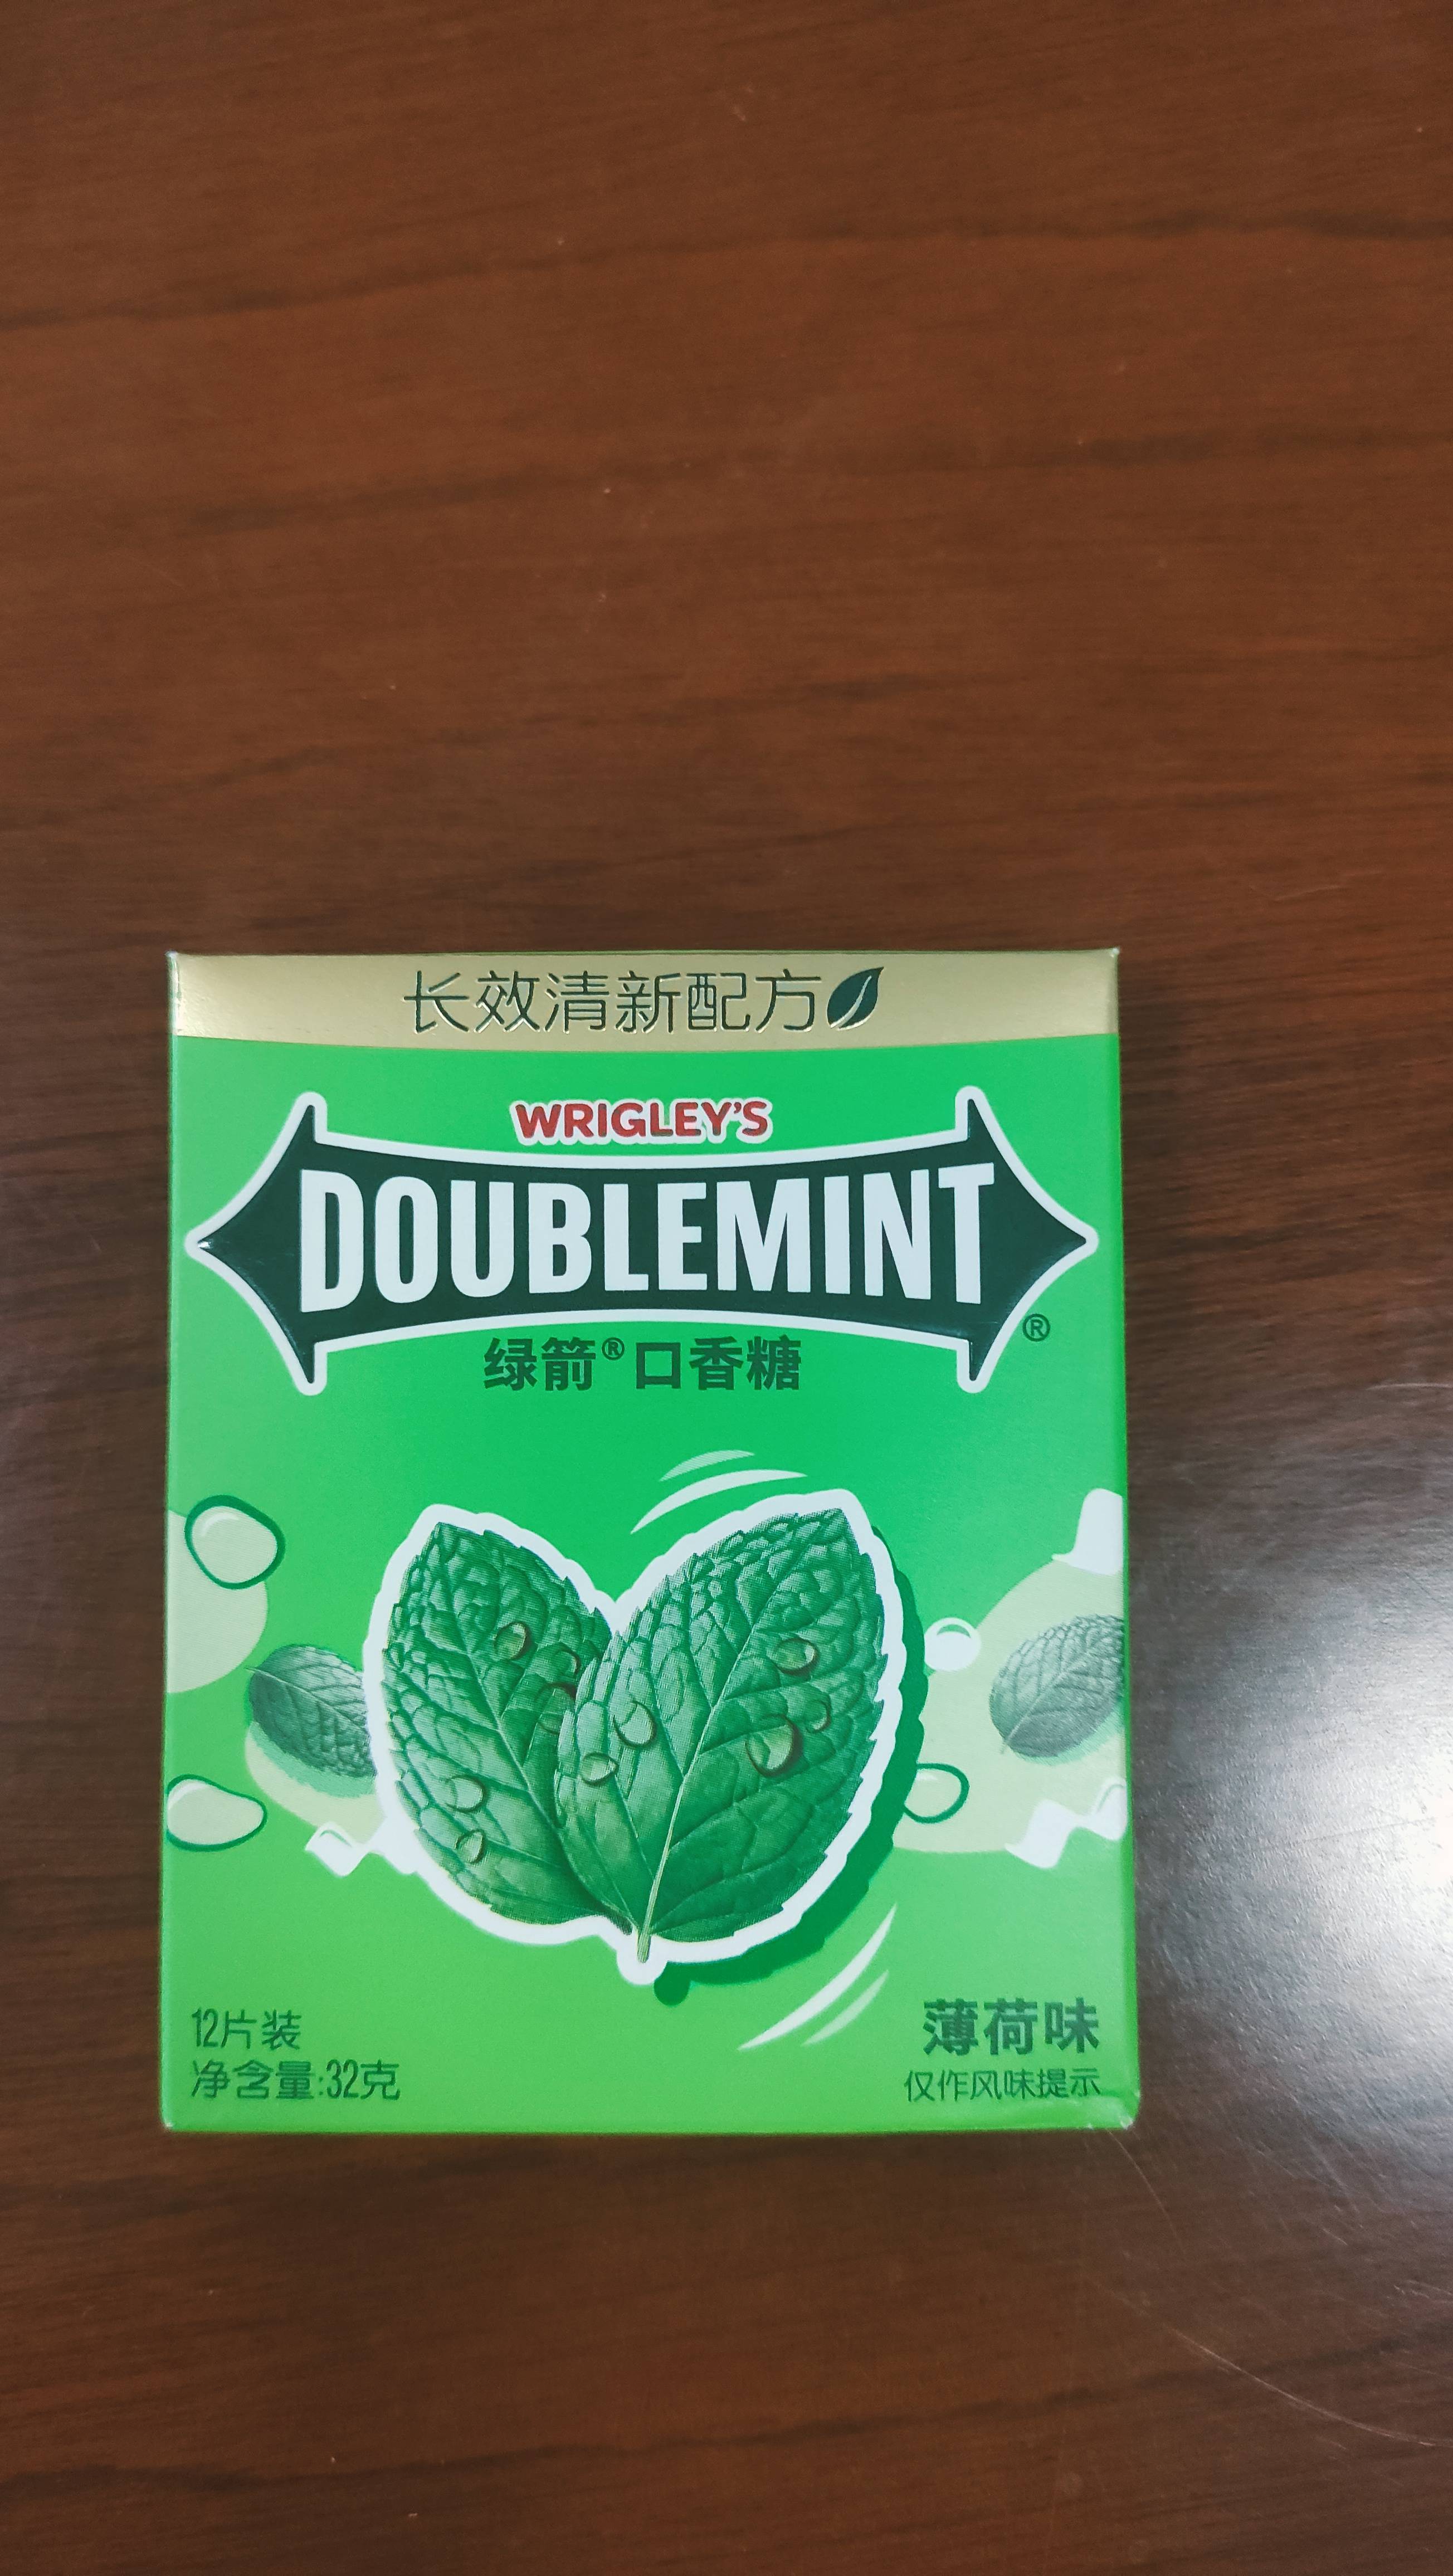 长效清新配方
WRIGLEY'S
DOUBLEMINT
®
绿箭®口香糖
12片装
净含量:32克
薄荷味
仅作风味提示